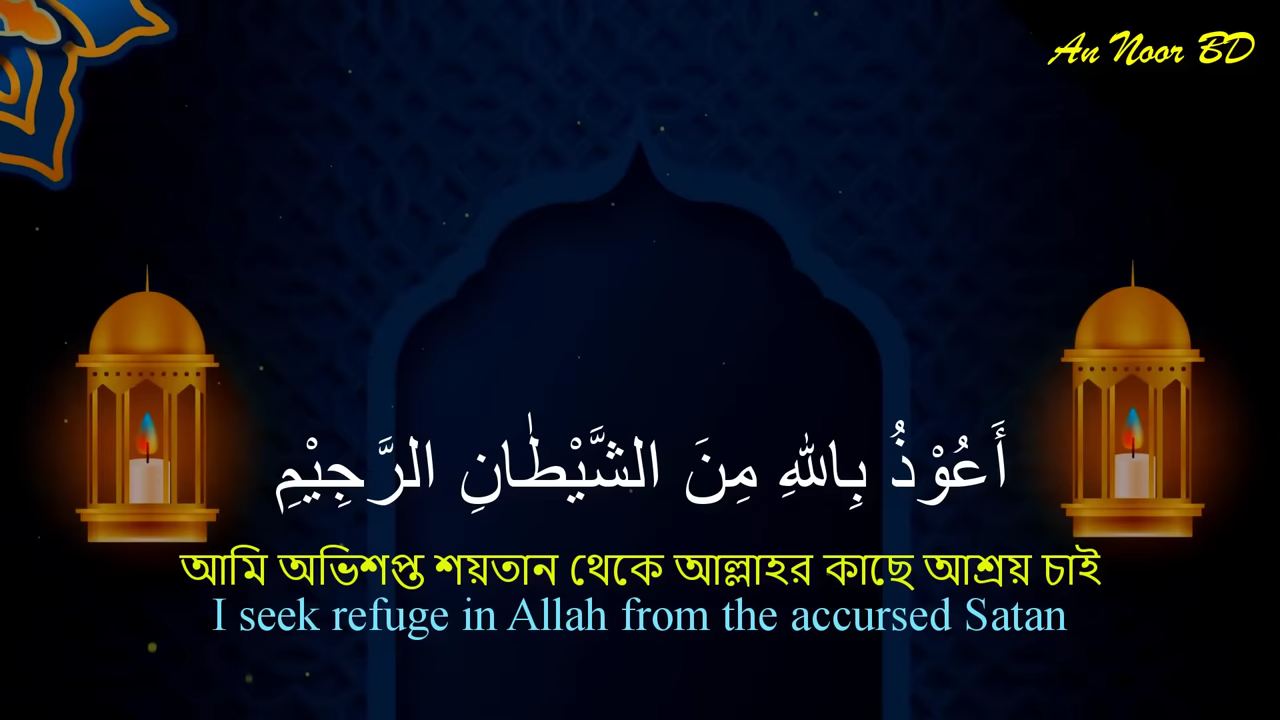 An Noor BD
أَعُوْذُ بِاللهِ مِنَ الشَّيْطٰانِ الرَّجِيْمِ
আমি অভিশপ্ত শয়তান থেকে আল্লাহর কাছে আশ্রয় চাই
I seek refuge in Allah from the accursed Satan